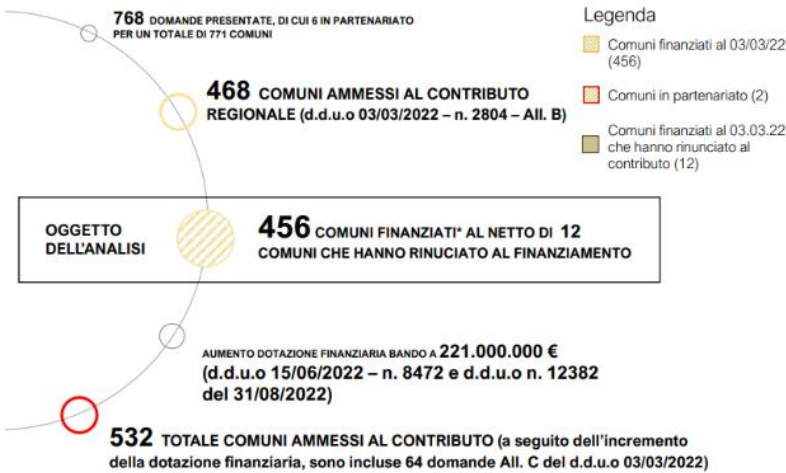 768 DOMANDE PRESENTATE, DI CUI 6 IN PARTENARIATO
PER UN TOTALE DI 771 COMUNI
468 COMUNI AMMESSI AL CONTRIBUTO
REGIONALE (d.d.u.o 03/03/2022 – n. 2804 – All. B)
Legenda
Comuni finanziati al 03/03/22
(456)
Comuni in partenariato (2)
Comuni finanziati al 03.03.22
che hanno rinunciato al
contributo (12)
OGGETTO
DELL'ANALISI
456 COMUNI FINANZIATI* AL NETTO DI 12
COMUNI CHE HANNO RINUCIATO AL FINANZIAMENTO
AUMENTO DOTAZIONE FINANZIARIA BANDO A 221.000.000 €
(d.d.u.o 15/06/2022 – n. 8472 e d.d.u.o n. 12382
del 31/08/2022)
532 TOTALE COMUNI AMMESSI AL CONTRIBUTO (a seguito dell'incremento
della dotazione finanziaria, sono incluse 64 domande All. C del d.d.u.o 03/03/2022)